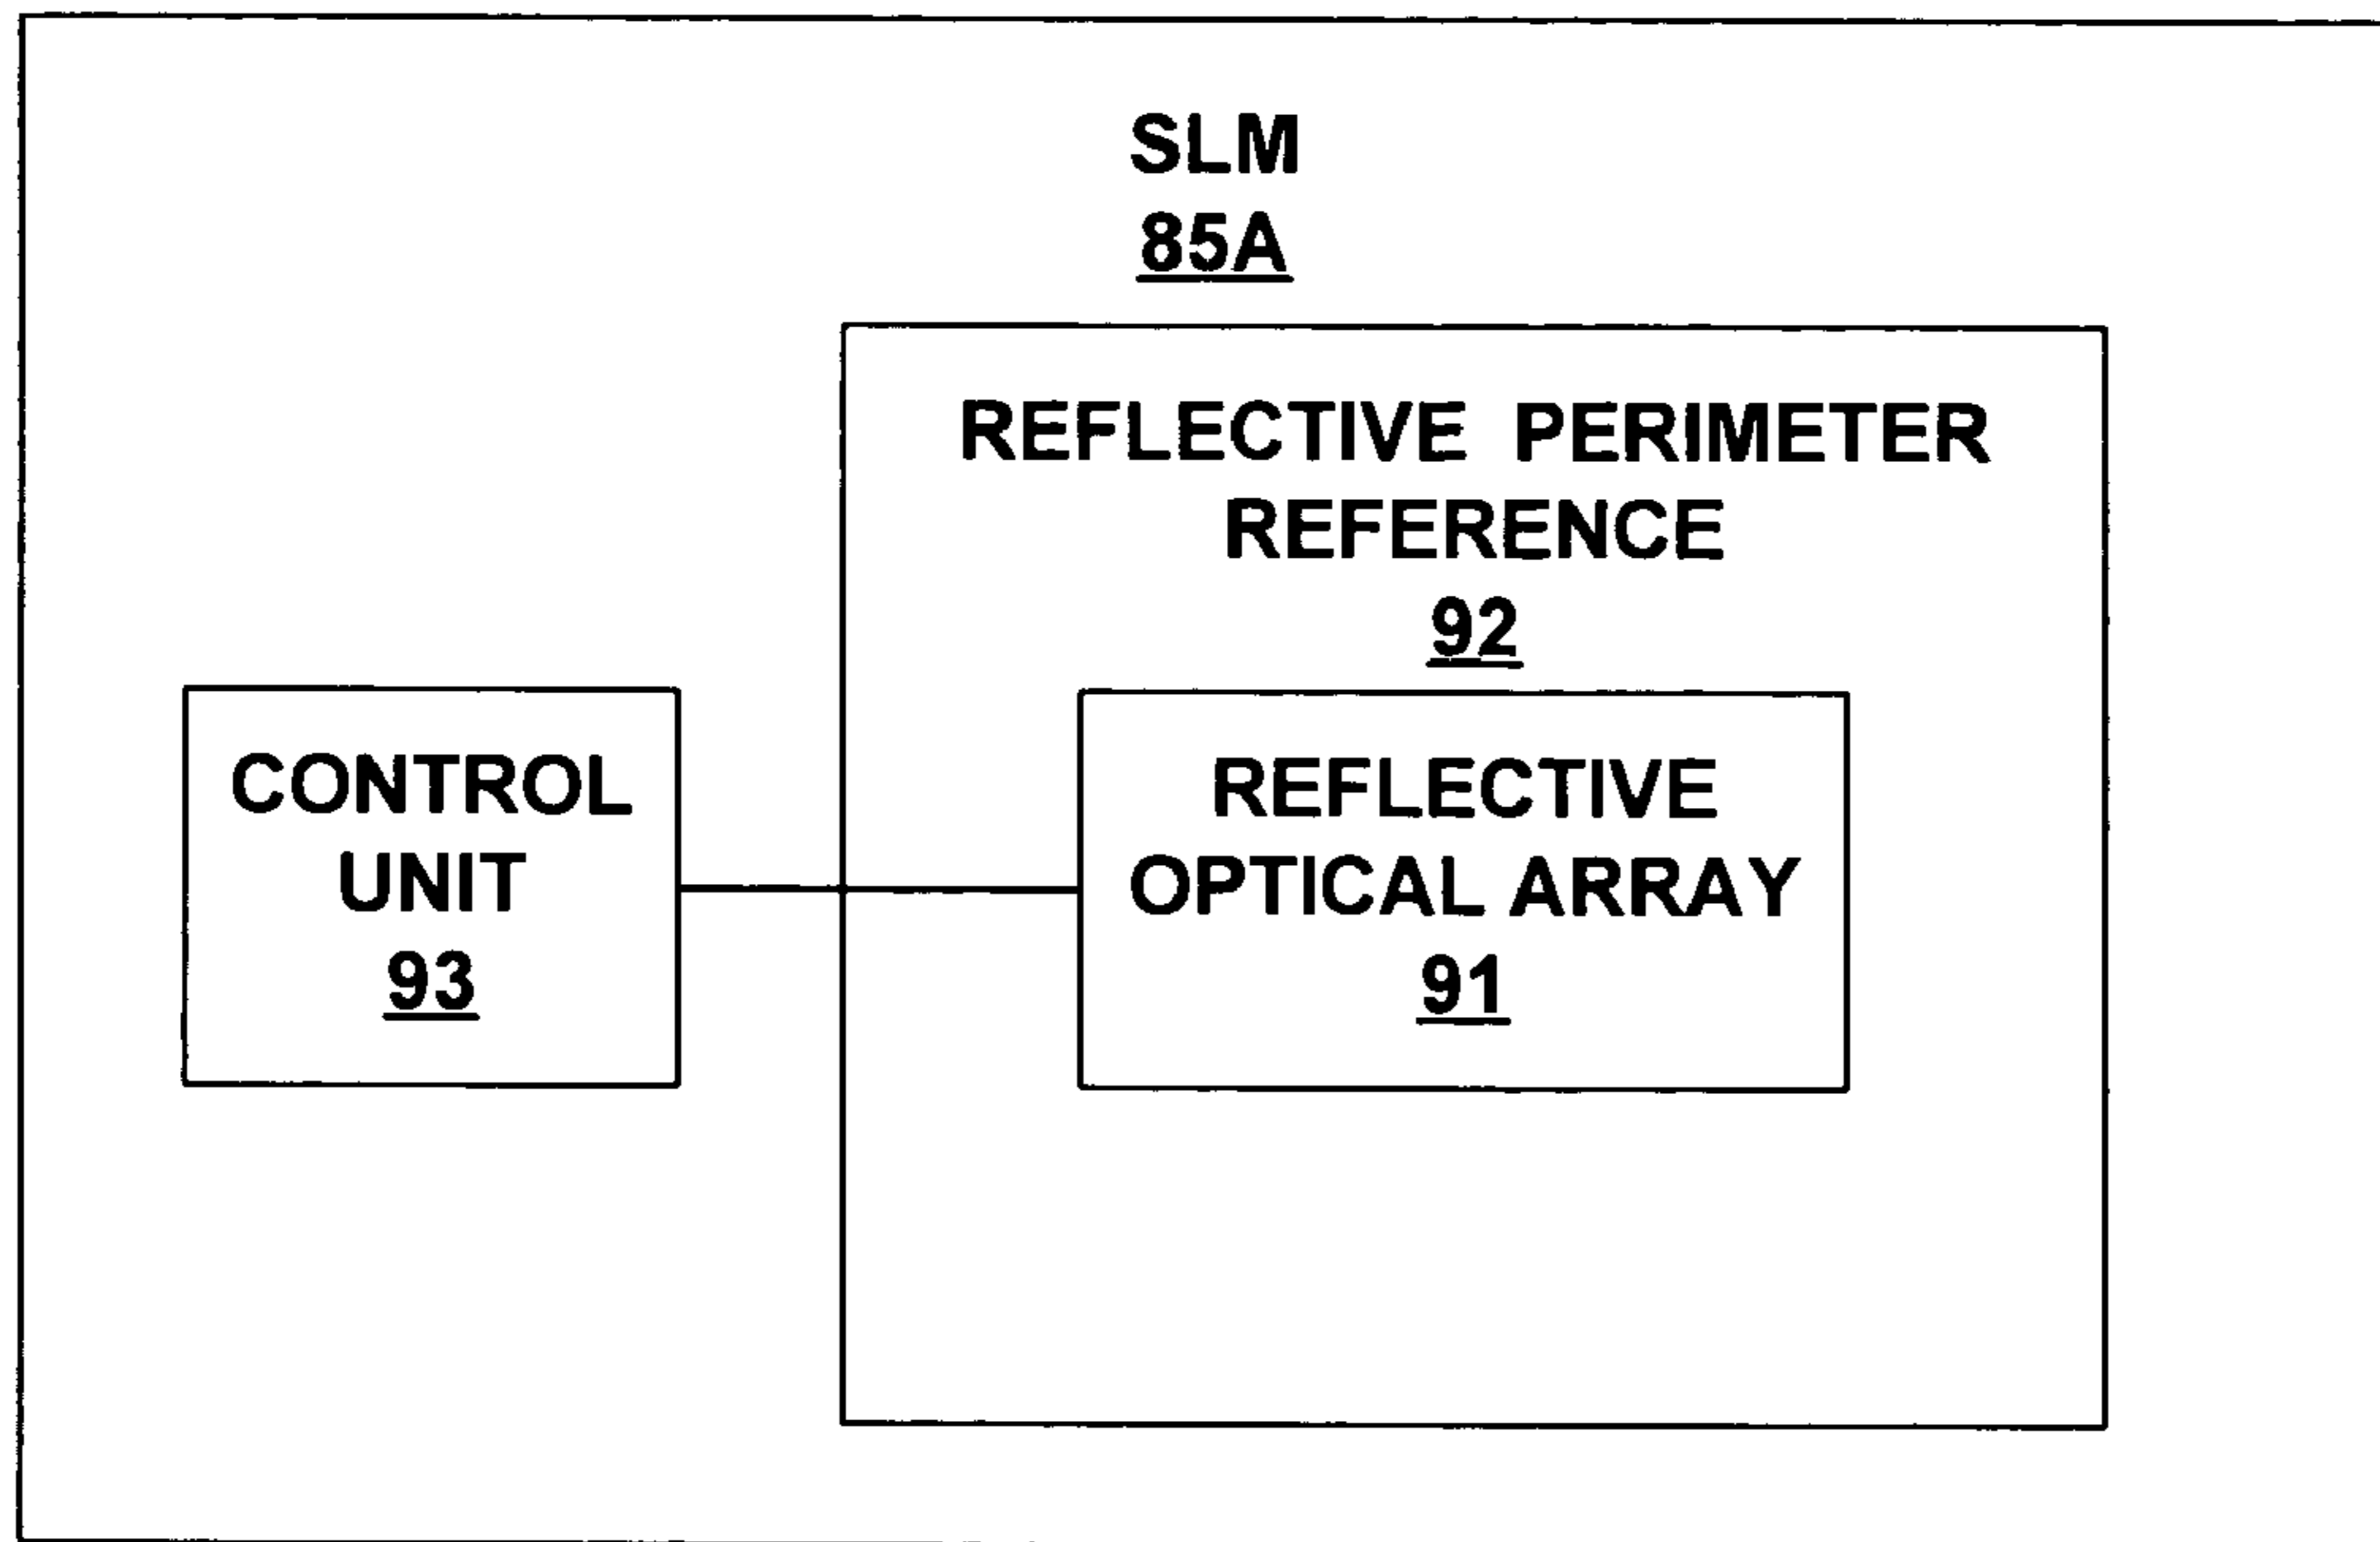 SLM
85A
REFLECTIVE PERIMETER
REFERENCE
92
CONTROL
UNIT
93
REFLECTIVE
OPTICAL ARRAY
91